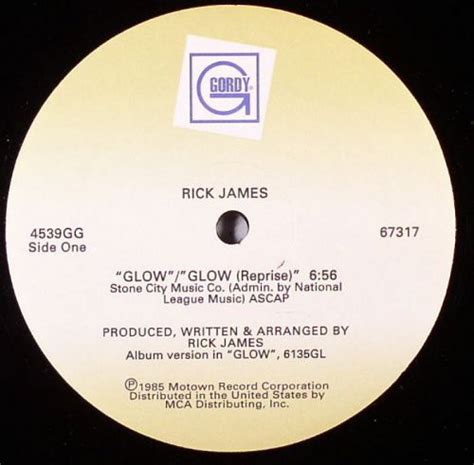 GORDY®
RICK JAMES
4539GG
Side One
67317
"GLOW"/"GLOW (Reprise)" 6:56
Stone City Music Co. (Admin. by National
League Music) ASCAP
PRODUCED, WRITTEN & ARRANGED BY
RICK JAMES
Album version in "GLOW", 6135GL
Ⓟ1985 Motown Record Corporation
Distributed in the United States by
MCA Distributing, Inc.